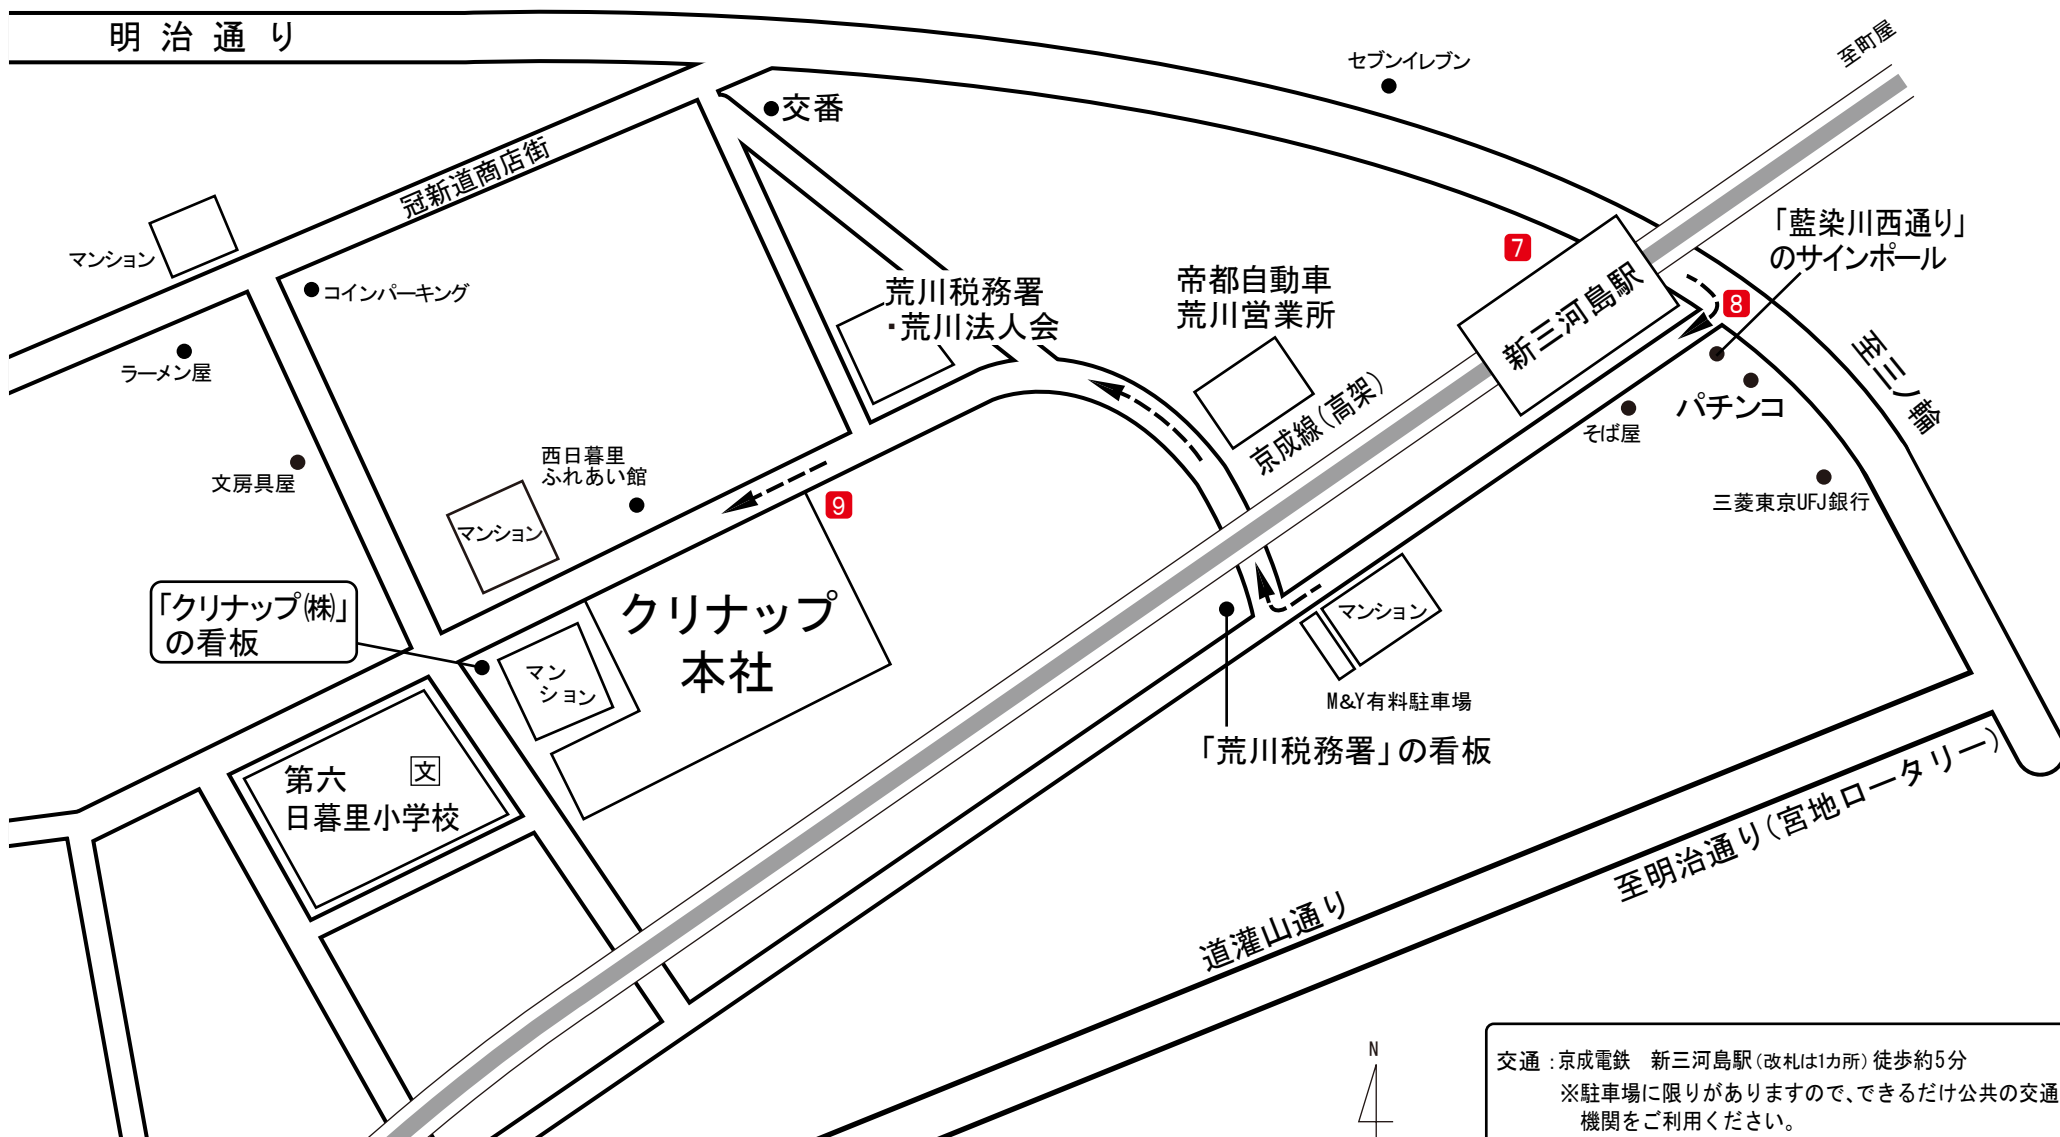 明治通り
至町屋
セブンイレブン
交番
冠新道商店街
マンション
「藍染川西通り」
のサインポール
7
コインパーキング
荒川税務署
・荒川法人会
帝都自動車
荒川営業所
新三河島駅
8
ラーメン屋
至三ノ輪
京成線(高架)
パチンコ
そば屋
文房具屋
西日暮里
ふれあい館
9
三菱東京UFJ銀行
マンション
「クリナップ㈱」
の看板
クリナップ
本社
マンション
マン
ション
M&Y有料駐車場
「荒川税務署」の看板
第六
日暮里小学校
文
至明治通り(宮地ロータリー)
道灌山通り
N
交通:京成電鉄 新三河島駅(改札は1カ所)徒歩約5分
※駐車場に限りがありますので、できるだけ公共の交通
機関をご利用ください。